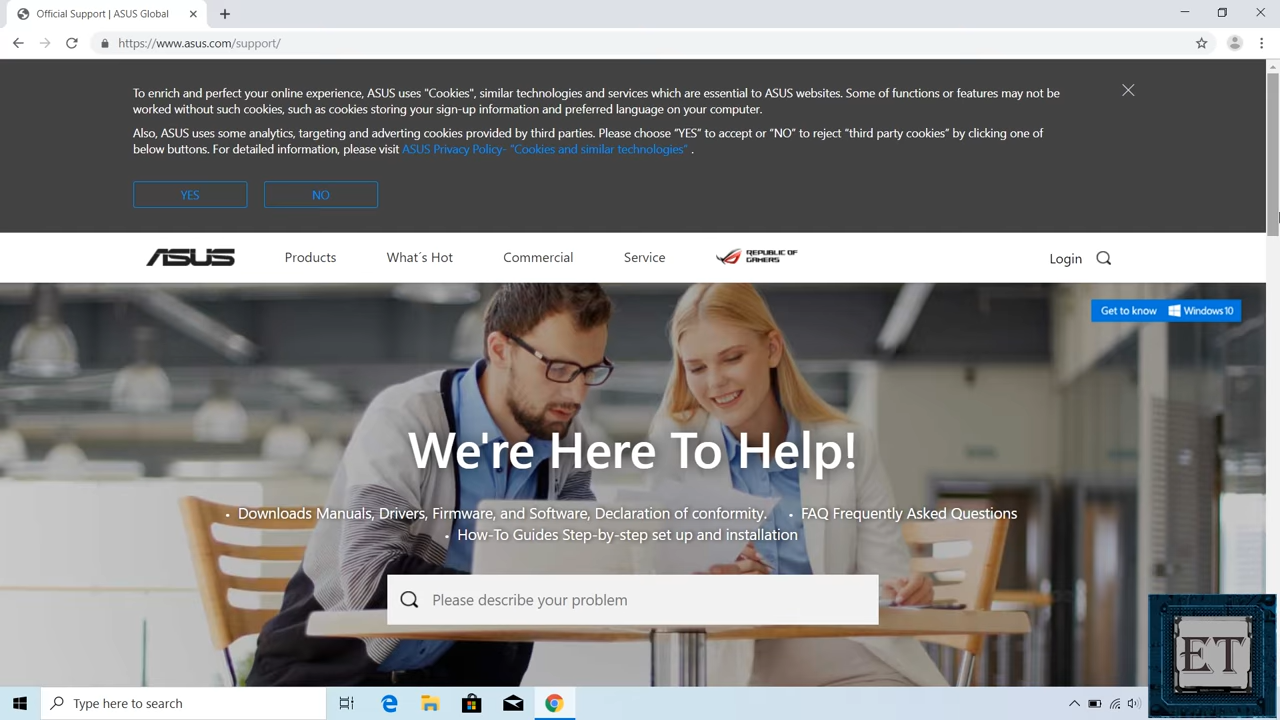 Official Support | ASUS Global
https://www.asus.com/support/
To enrich and perfect your online experience, ASUS uses "Cookies", similar technologies and services which are essential to ASUS websites. Some of functions or features may not be
worked without such cookies, such as cookies storing your sign-up information and preferred language on your computer.
Also, ASUS uses some analytics, targeting and adverting cookies provided by third parties. Please choose "YES" to accept or "NO" to reject "third party cookies" by clicking one of
below buttons. For detailed information, please visit ASUS Privacy Policy- "Cookies and similar technologies" .
YES NO
ASUS Products What´s Hot Commercial Service REPUBLIC OF
GAMERS Login
Get to know Windows10
We're Here To Help!
• Downloads Manuals, Drivers, Firmware, and Software, Declaration of conformity. • FAQ Frequently Asked Questions
• How-To Guides Step-by-step set up and installation
Please describe your problem
ET
Type here to search